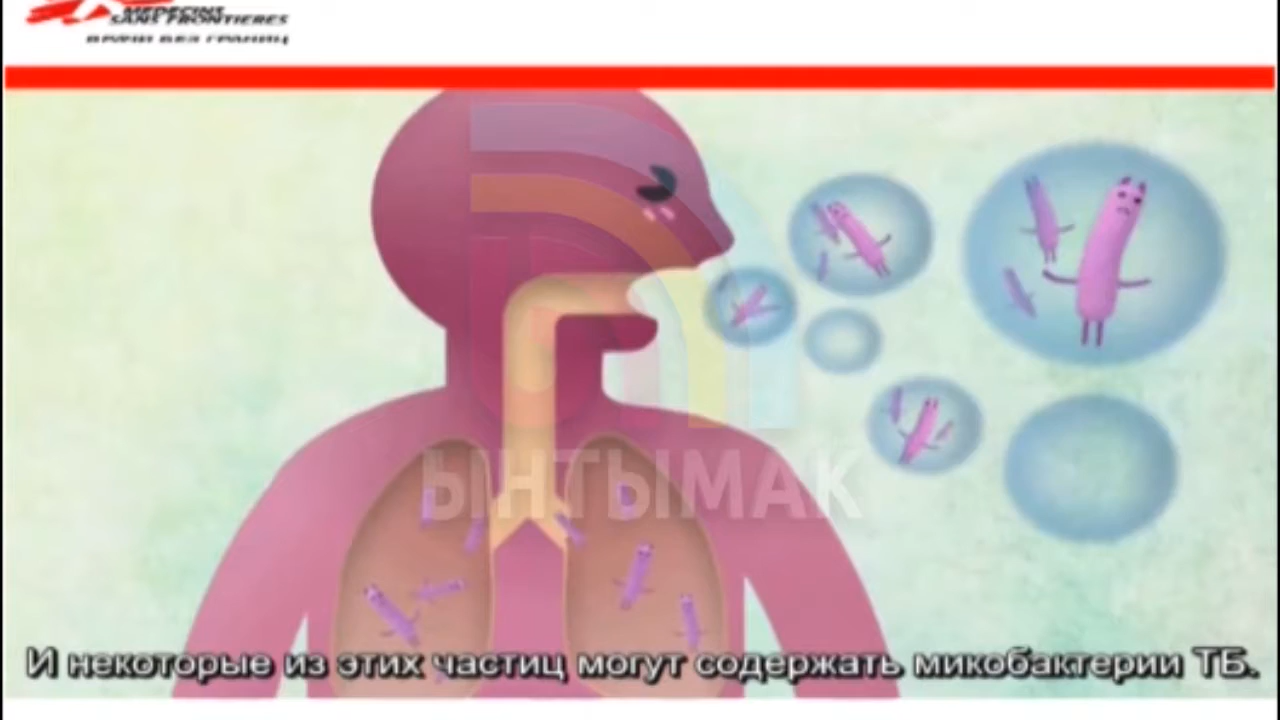 MEDECINS
SANS FRONTIERES
ВРАЧИ БЕЗ ГРАНИЦ
ЫНТЫМАК
И некоторые из этих частиц могут содержать микобактерии ТБ.